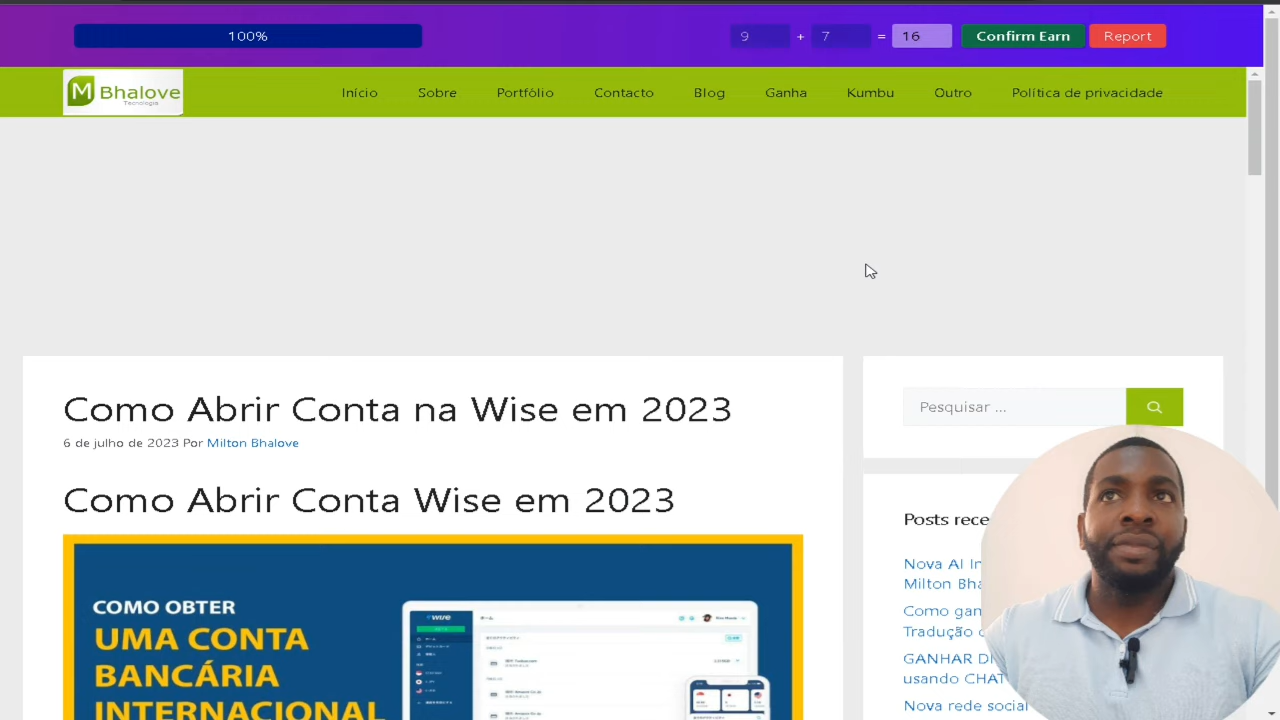 100%
9 + 7 = 16 Confirm Earn Report
M Bhalove
Tecnologia
Início Sobre Portfólio Contacto Blog Ganha Kumbu Outro Política de privacidade
Como Abrir Conta na Wise em 2023
6 de julho de 2023 Por Milton Bhalove
Como Abrir Conta Wise em 2023
COMO OBTER
UMA CONTA
BANCÁRIA
INTERNACIONAL
Pesquisar ...
Posts rece
Nova AI
Milton Bha
Como gan
GANHO D
usando CHAT
Nova rede social